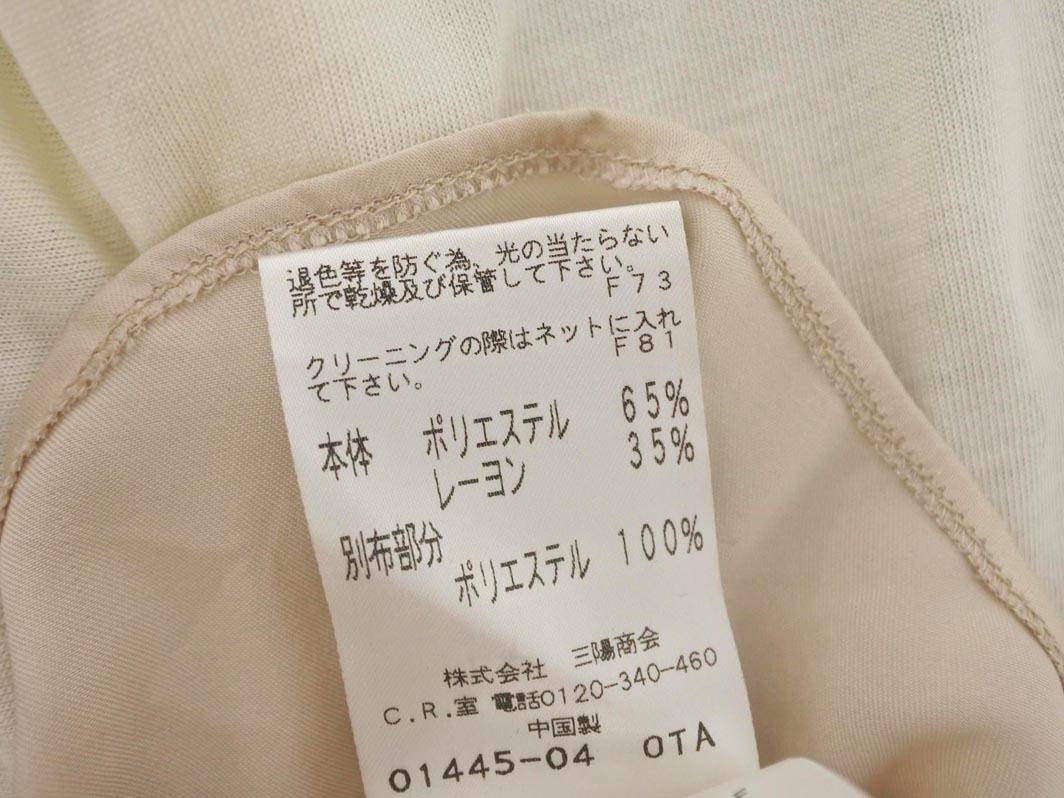 退色等を防ぐ為、光の当たらない
所で乾燥及び保管して下さい。
F73
クリーニングの際はネットに入れ
て下さい。 F81
本体 ポリエステル 65%
レーヨン 35%
別布部分
ポリエステル 100%
株式会社 三陽商会
C.R.室 電話0120-340-460
中国製
01445-04 OTA